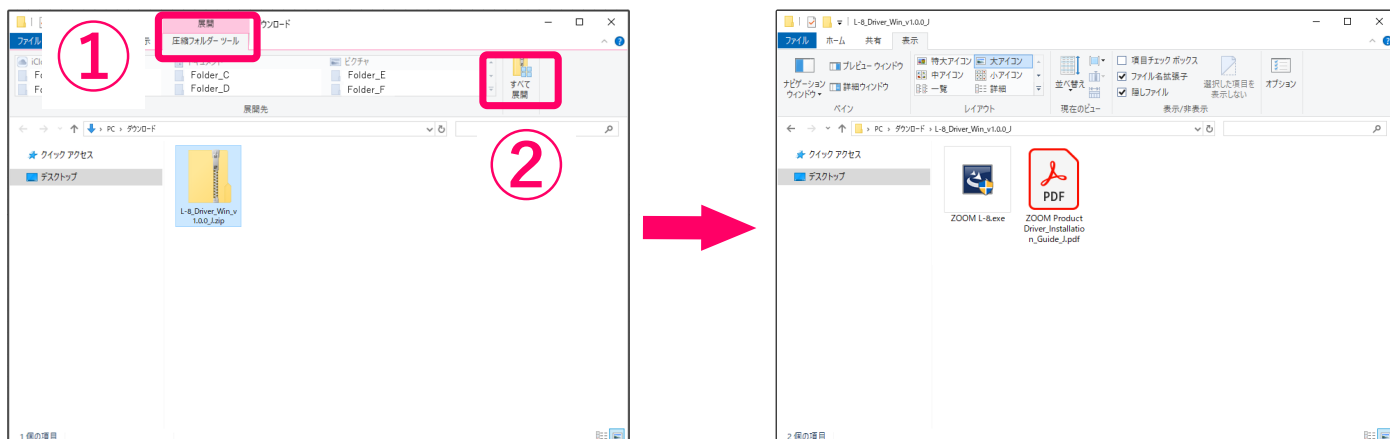 展開
ウンロード
ファイル
圧縮フォルダー ツール
ピクチャ
Folder_C
Folder_E
Folder_D
Folder_F
すべて
展開
展開先
①
②
PC › ダウンロード
クイック アクセス
デスクトップ
L-8_Driver_Win_v
1.0.0_J.zip
1 個の項目
L-8_Driver_Win_v1.0.0_J
ファイル ホーム 共有 表示
ナビゲーション
ウィンドウ
プレビュー ウィンドウ
詳細ウィンドウ
特大アイコン 大アイコン
中アイコン 小アイコン
一覧 詳細
並べ替え
項目チェック ボックス
ファイル名拡張子
隠しファイル
選択した項目を
表示しない
オプション
ペイン レイアウト 現在のビュー 表示/非表示
PC › ダウンロード › L-8_Driver_Win_v1.0.0_J
クイック アクセス
デスクトップ
PDF
ZOOM L-8.exe
ZOOM Product
Driver_Installatio
n_Guide_J.pdf
2 個の項目